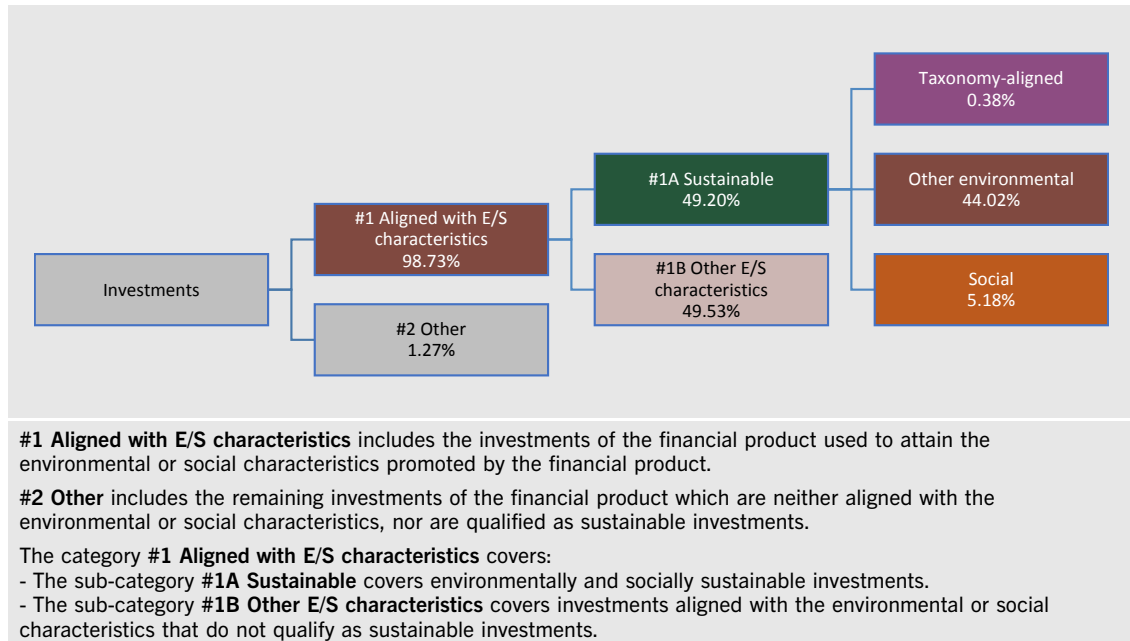 Investments
#1 Aligned with E/S
characteristics
98.73%
#2 Other
1.27%
#1A Sustainable
49.20%
#1B Other E/S
characteristics
49.53%
Taxonomy-aligned
0.38%
Other environmental
44.02%
Social
5.18%
#1 Aligned with E/S characteristics includes the investments of the financial product used to attain the
environmental or social characteristics promoted by the financial product.
#2 Other includes the remaining investments of the financial product which are neither aligned with the
environmental or social characteristics, nor are qualified as sustainable investments.
The category #1 Aligned with E/S characteristics covers:
- The sub-category #1A Sustainable covers environmentally and socially sustainable investments.
- The sub-category #1B Other E/S characteristics covers investments aligned with the environmental or social
characteristics that do not qualify as sustainable investments.